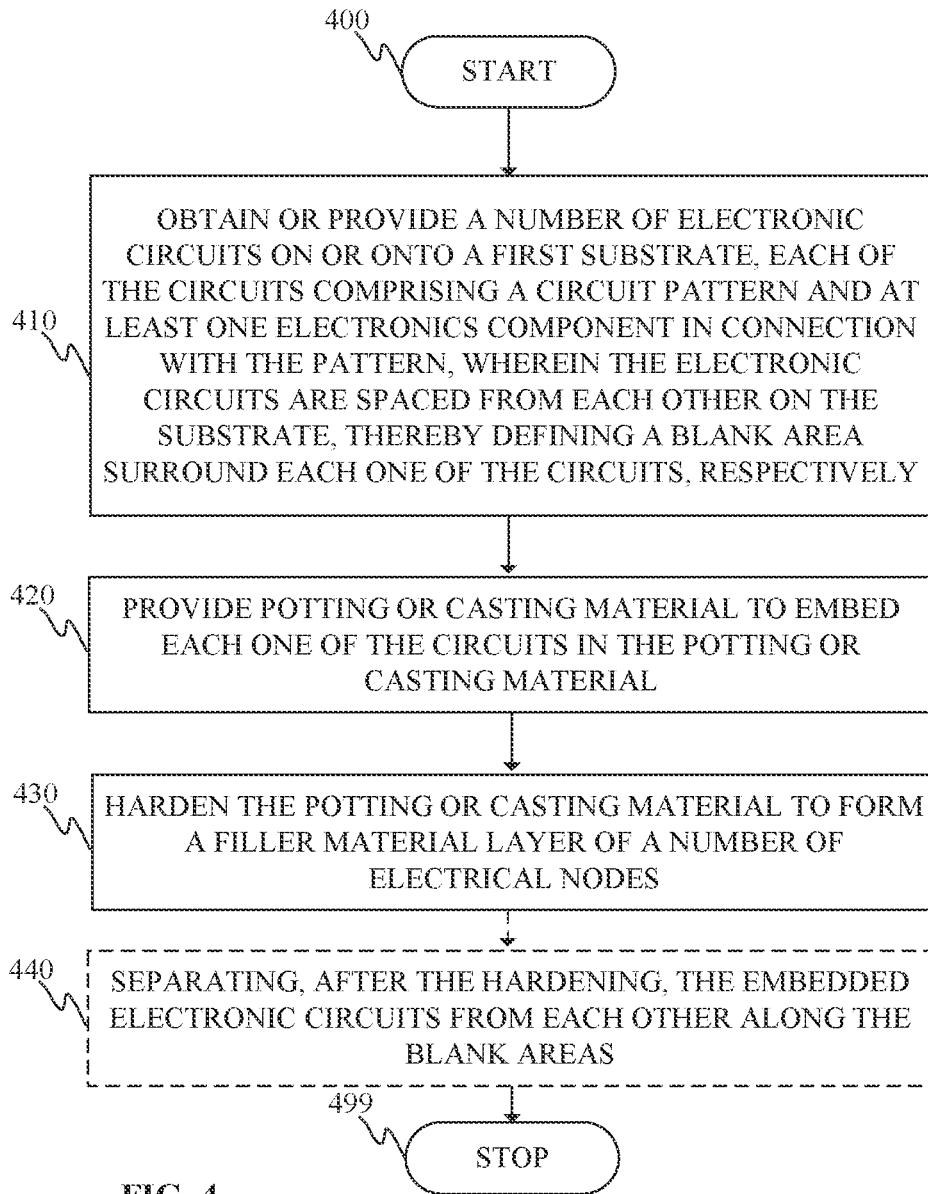 400
START
410
OBTAIN OR PROVIDE A NUMBER OF ELECTRONIC
CIRCUITS ON OR ONTO A FIRST SUBSTRATE, EACH OF
THE CIRCUITS COMPRISING A CIRCUIT PATTERN AND AT
LEAST ONE ELECTRONICS COMPONENT IN CONNECTION
WITH THE PATTERN, WHEREIN THE ELECTRONIC
CIRCUITS ARE SPACED FROM EACH OTHER ON THE
SUBSTRATE, THEREBY DEFINING A BLANK AREA
SURROUND EACH ONE OF THE CIRCUITS, RESPECTIVELY
420
PROVIDE POTTING OR CASTING MATERIAL TO EMBED
EACH ONE OF THE CIRCUITS IN THE POTTING OR
CASTING MATERIAL
430
HARDEN THE POTTING OR CASTING MATERIAL TO FORM
A FILLER MATERIAL LAYER OF A NUMBER OF
ELECTRICAL NODES
440
SEPARATING, AFTER THE HARDENING, THE EMBEDDED
ELECTRONIC CIRCUITS FROM EACH OTHER ALONG THE
BLANK AREAS
499
STOP
FIG. 4